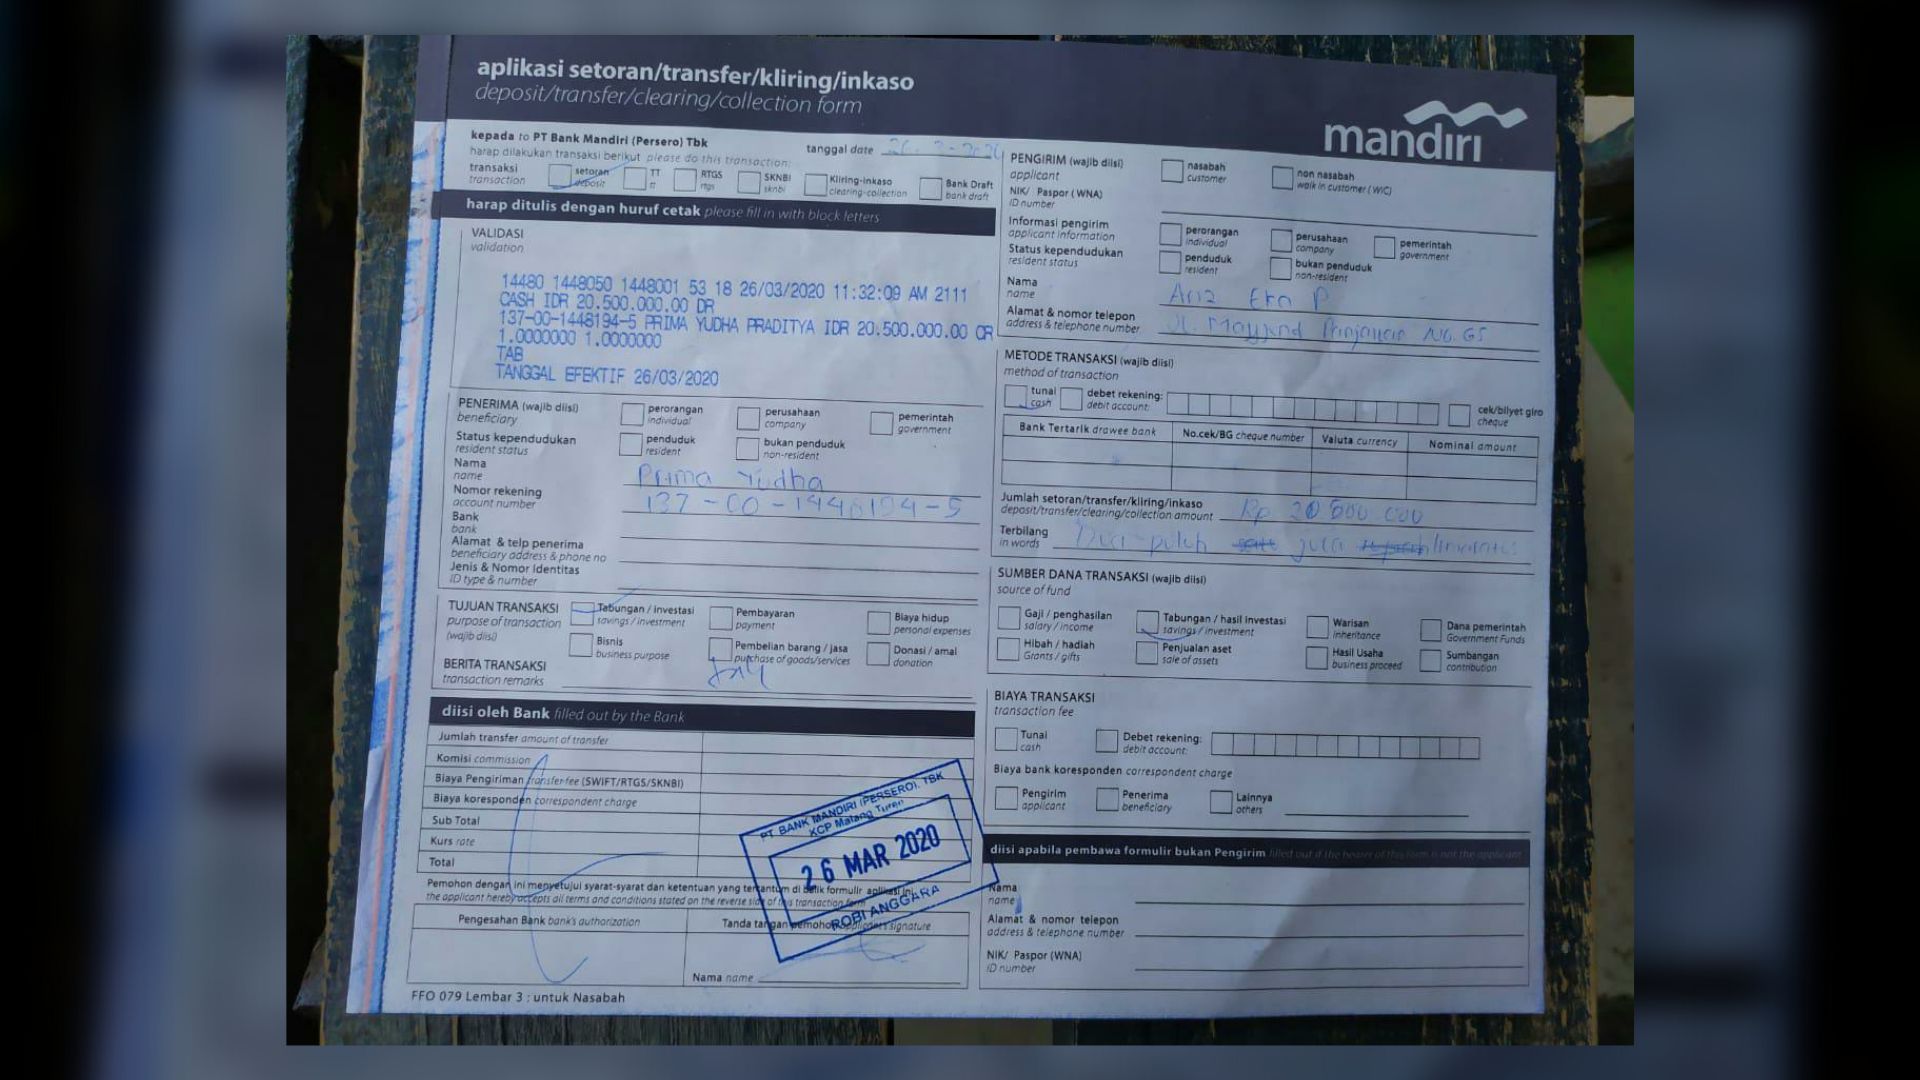 aplikasi setoran/transfer/kliring/inkaso
deposit/transfer/clearing/collection form
mandiri
kepada to PT Bank Mandiri (Persero) Tbk
harap dilakukan transaksi berikut please do this transaction:
tanggal date
transaksi
transaction
setoran
deposit
TT
tt
RTGS
rtgs
SKNBI
sknbi
Kliring-inkaso
clearing-collection
Bank Draft
bank draft
harap ditulis dengan huruf cetak please fill in with block letters
VALIDASI
validation
14480 1448050 1448001 53 18 26/03/2020 11:32:09 AM 2111
CASH IDR 20.500.000.00 DR
137-00-1448194-5 PRIMA YUDHA PRADITYA IDR 20.500.000.00 CR
1.0000000 1.0000000
TAB
TANGGAL EFEKTIF 26/03/2020
PENERIMA (wajib diisi)
beneficiary
perorangan
individual
perusahaan
company
pemerintah
government
Status kependudukan
resident status
penduduk
resident
bukan penduduk
non-resident
Nama
name
Prima Yudha
Nomor rekening
account number
137-00-1448194-5
Bank
bank
Alamat & telp penerima
beneficiary address & phone no
Jenis & Nomor Identitas
ID type & number
TUJUAN TRANSAKSI
purpose of transaction
(wajib diisi)
Tabungan / investasi
savings / investment
Pembayaran
payment
Biaya hidup
personal expenses
Bisnis
business purpose
Pembelian barang / jasa
purchase of goods/services
Donasi / amal
donation
BERITA TRANSAKSI
transaction remarks
diisi oleh Bank filled out by the Bank
Jumlah transfer amount of transfer
Komisi commission
Biaya Pengiriman transfer fee (SWIFT/RTGS/SKNBI)
Biaya koresponden correspondent charge
Sub Total
Kurs rate
Total
Pemohon dengan ini menyetujui syarat-syarat dan ketentuan yang tercantum di balik formulir aplikasi ini.
the applicant hereby accepts all terms and conditions stated on the reverse side of this transaction form
Pengesahan Bank bank's authorization
Tanda tangan pemohon applicant's signature
Nama name
PT BANK MANDIRI (PERSERO). TBK
KCP Malang Turen
26 MAR 2020
ROBI ANGGARA
FFO 079 Lembar 3 : untuk Nasabah
PENGIRIM (wajib diisi)
applicant
nasabah
customer
non nasabah
walk in customer (WIC)
NIK/ Paspor (WNA)
ID number
Informasi pengirim
applicant information
perorangan
individual
perusahaan
company
pemerintah
government
Status kependudukan
resident status
penduduk
resident
bukan penduduk
non-resident
Nama
name
Eka P
Alamat & nomor telepon
address & telephone number
Jl. Mayjend Panjaitan No. 65
METODE TRANSAKSI (wajib diisi)
method of transaction
tunai
cash
debet rekening:
debit account:
cek/bilyet giro
cheque
Bank Tertarik drawee bank
No.cek/BG cheque number
Valuta currency
Nominal amount
Jumlah setoran/transfer/kliring/inkaso
deposit/transfer/clearing/collection amount
Rp 20 500 000
Terbilang
in words
Dua puluh juta
SUMBER DANA TRANSAKSI (wajib diisi)
source of fund
Gaji / penghasilan
salary / income
Tabungan / hasil investasi
savings / investment
Warisan
inheritance
Dana pemerintah
Government Funds
Hibah / hadiah
Grants / gifts
Penjualan aset
sale of assets
Hasil Usaha
business proceed
Sumbangan
contribution
BIAYA TRANSAKSI
transaction fee
Tunai
cash
Debet rekening:
debit account:
Biaya bank koresponden correspondent charge
Pengirim
applicant
Penerima
beneficiary
Lainnya
others
diisi apabila pembawa formulir bukan Pengirim filled out if the bearer of this form is not the applicant
Nama
name
Alamat & nomor telepon
address & telephone number
NIK/ Paspor (WNA)
ID number